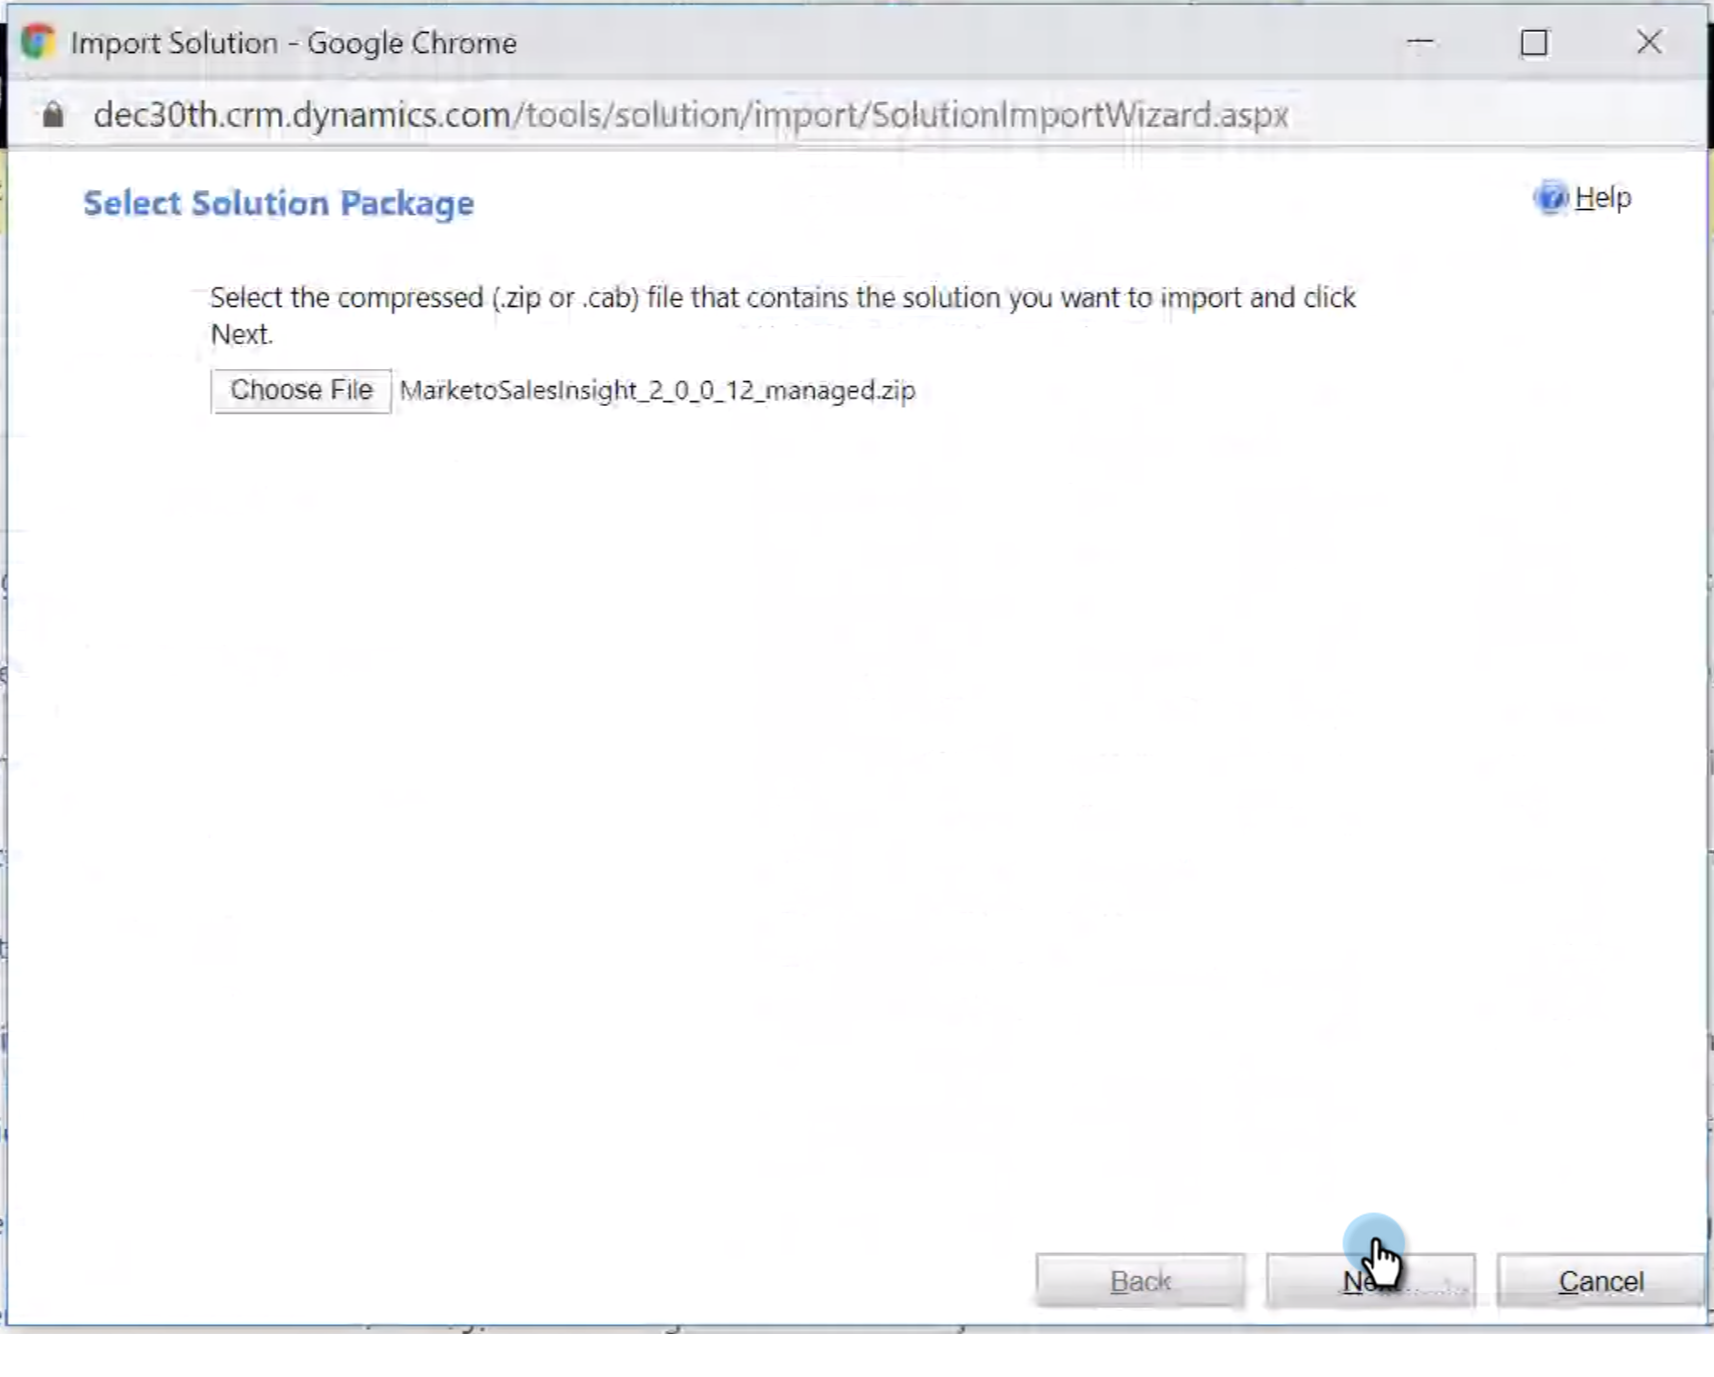 Import Solution - Google Chrome
dec30th.crm.dynamics.com/tools/solution/import/SolutionImportWizard.aspx
Select Solution Package
Help
Select the compressed (.zip or .cab) file that contains the solution you want to import and click
Next.
Choose File MarketoSalesInsight_2_0_0_12_managed.zip
Back
Cancel